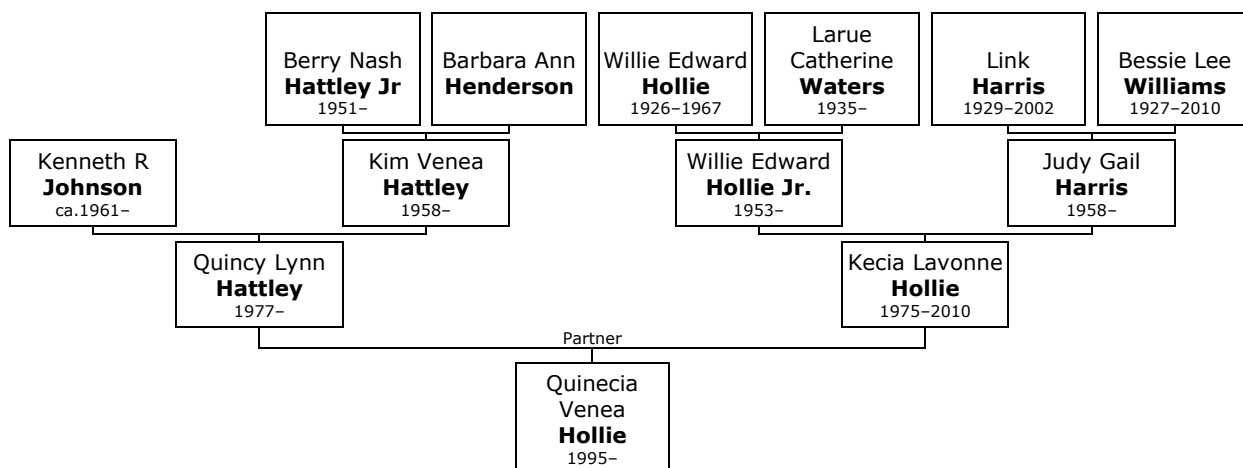 Berry Nash
Hattley Jr
1951–
Barbara Ann
Henderson
Willie Edward
Hollie
1926–1967
Larue
Catherine
Waters
1935–
Link
Harris
1929–2002
Bessie Lee
Williams
1927–2010
Kenneth R
Johnson
ca.1961–
Kim Venea
Hattley
1958–
Willie Edward
Hollie Jr.
1953–
Judy Gail
Harris
1958–
Quincy Lynn
Hattley
1977–
Kecia Lavonne
Hollie
1975–2010
Partner
Quinecia
Venea
Hollie
1995–